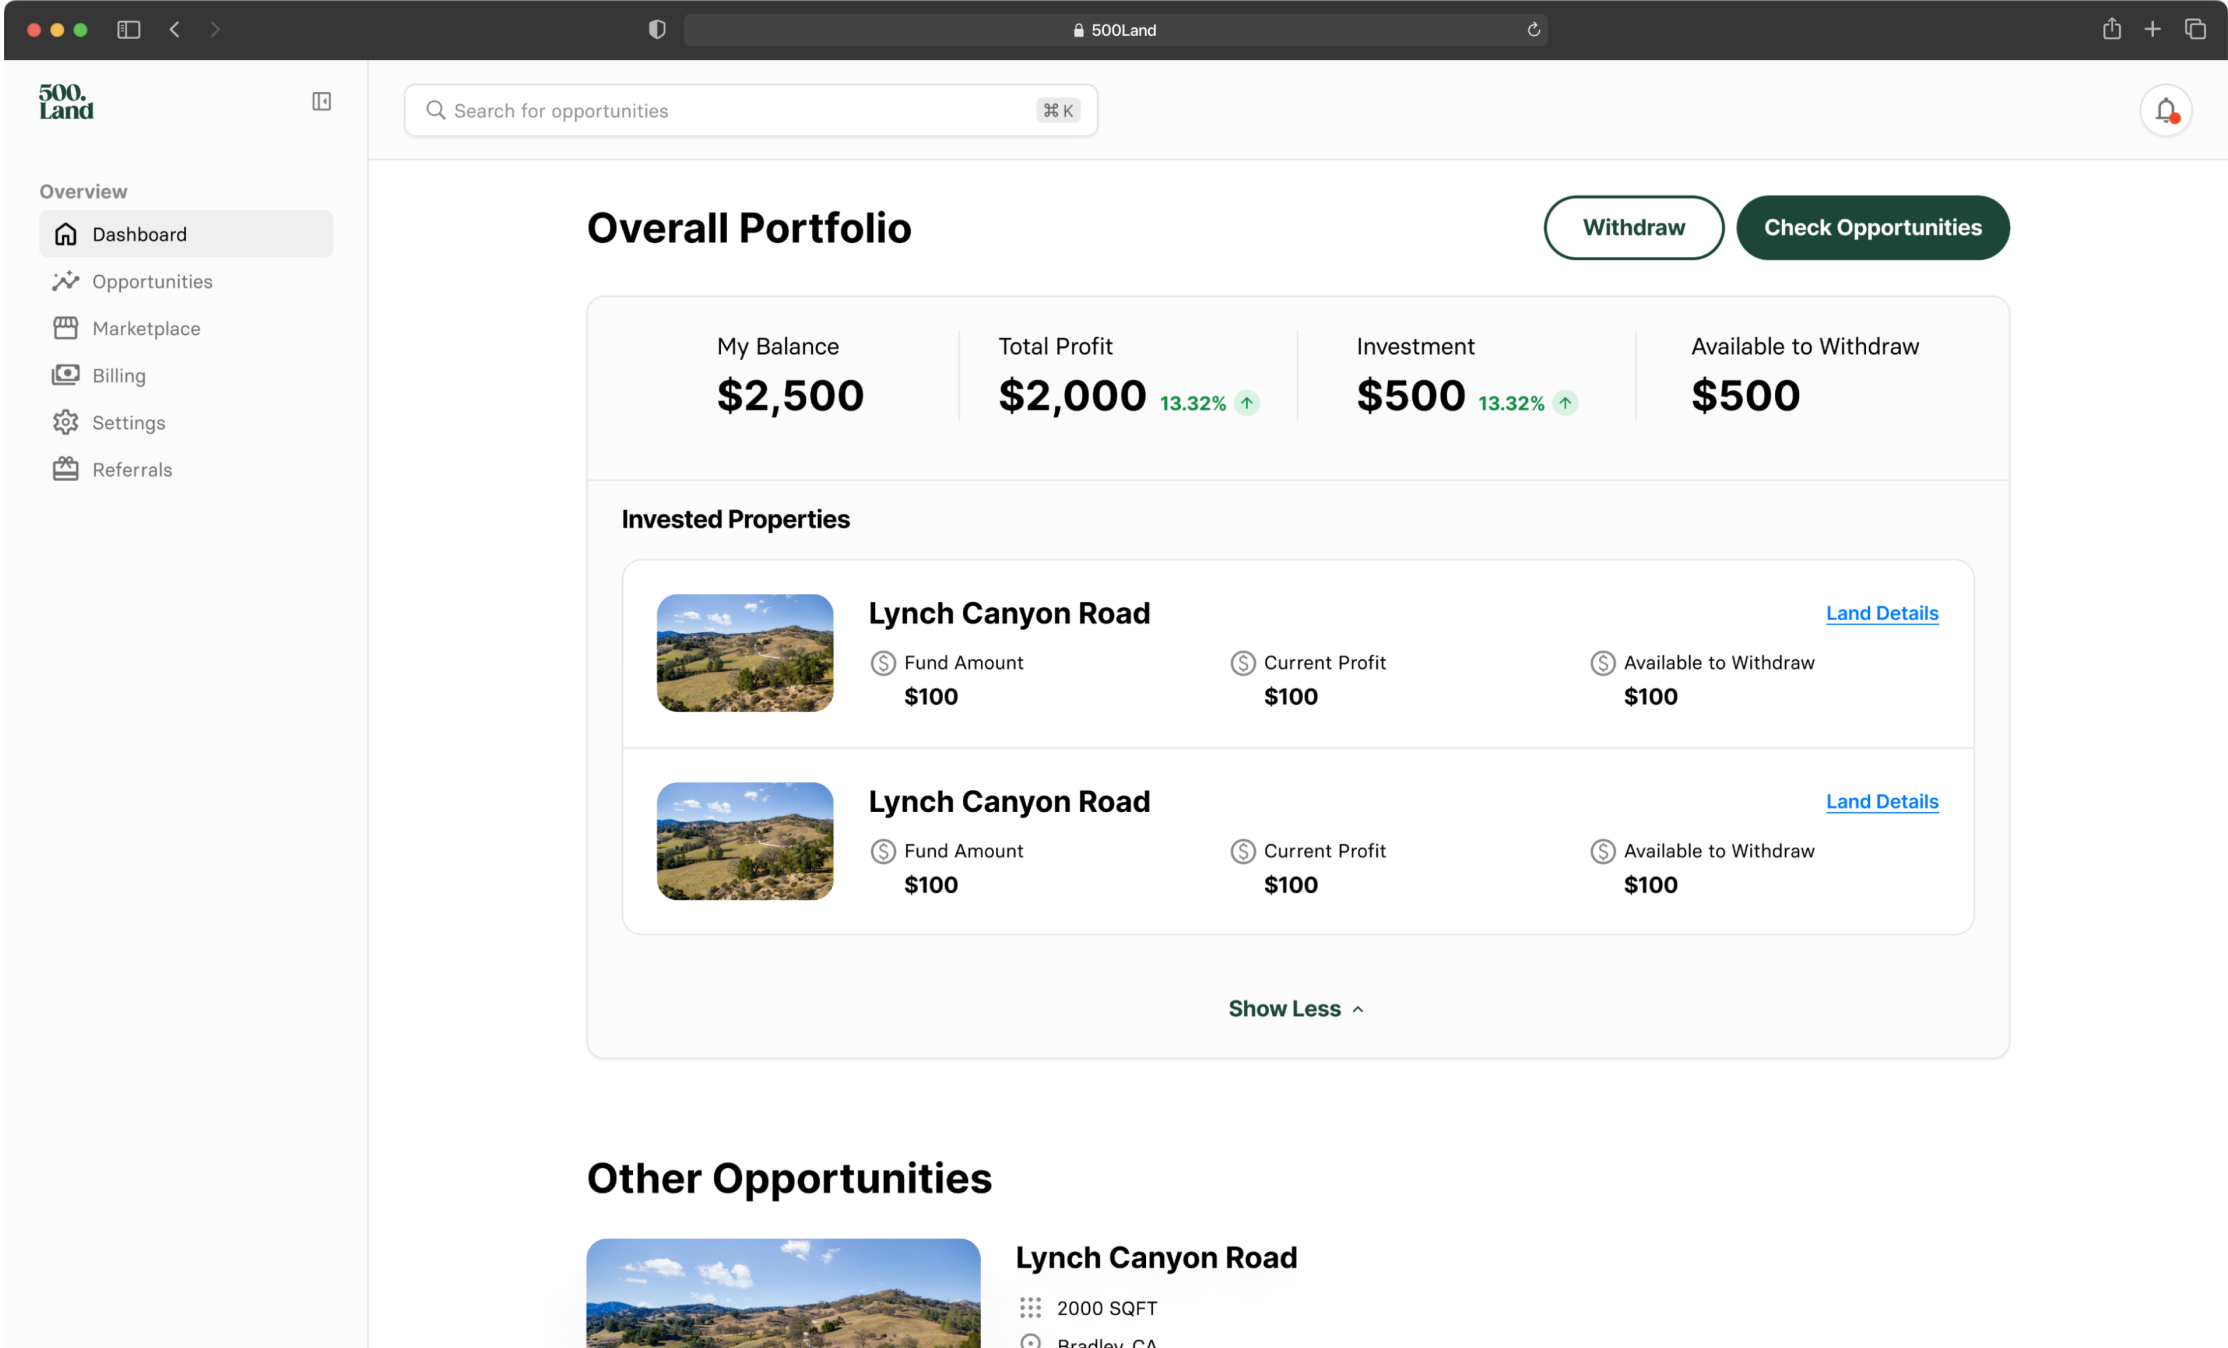 500Land
500.
Land
Search for opportunities
⌘ K
Overview
Dashboard
Opportunities
Marketplace
Billing
Settings
Referrals
Overall Portfolio
Withdraw
Check Opportunities
My Balance
$2,500
Total Profit
$2,000 13.32%
Investment
$500 13.32%
Available to Withdraw
$500
Invested Properties
Lynch Canyon Road
Land Details
Fund Amount
$100
Current Profit
$100
Available to Withdraw
$100
Lynch Canyon Road
Land Details
Fund Amount
$100
Current Profit
$100
Available to Withdraw
$100
Show Less
Other Opportunities
Lynch Canyon Road
2000 SQFT
Bradley, CA